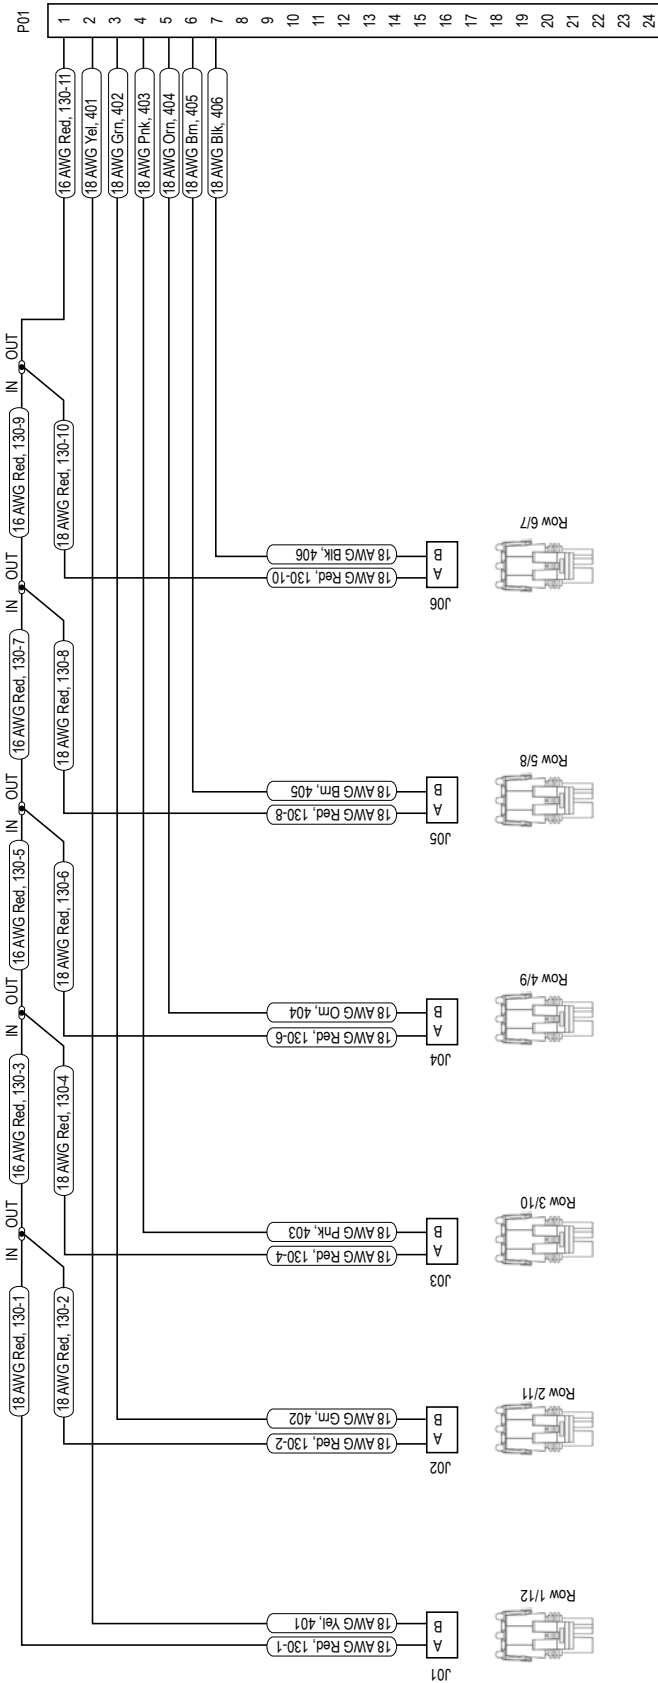 P01
1
2
3
4
5
6
7
8
9
10
11
12
13
14
15
16
17
18
19
20
21
22
23
24
16 AWG Red, 130-11
18 AWG Yel, 401
18 AWG Grn, 402
18 AWG Pnk, 403
18 AWG Orn, 404
18 AWG Brn, 405
18 AWG Blk, 406
IN OUT
16 AWG Red, 130-9
18 AWG Red, 130-10
IN OUT
16 AWG Red, 130-7
18 AWG Red, 130-8
IN OUT
16 AWG Red, 130-5
18 AWG Red, 130-6
IN OUT
16 AWG Red, 130-3
18 AWG Red, 130-4
IN OUT
18 AWG Red, 130-1
18 AWG Red, 130-2
18 AWG Blk, 406
18 AWG Red, 130-10
B
A
J06
Row 6/7
18 AWG Brn, 405
18 AWG Red, 130-8
B
A
J05
Row 5/8
18 AWG Orn, 404
18 AWG Red, 130-6
B
A
J04
Row 4/9
18 AWG Pnk, 403
18 AWG Red, 130-4
B
A
J03
Row 3/10
18 AWG Grn, 402
18 AWG Red, 130-2
B
A
J02
Row 2/11
18 AWG Yel, 401
18 AWG Red, 130-1
B
A
J01
Row 1/12